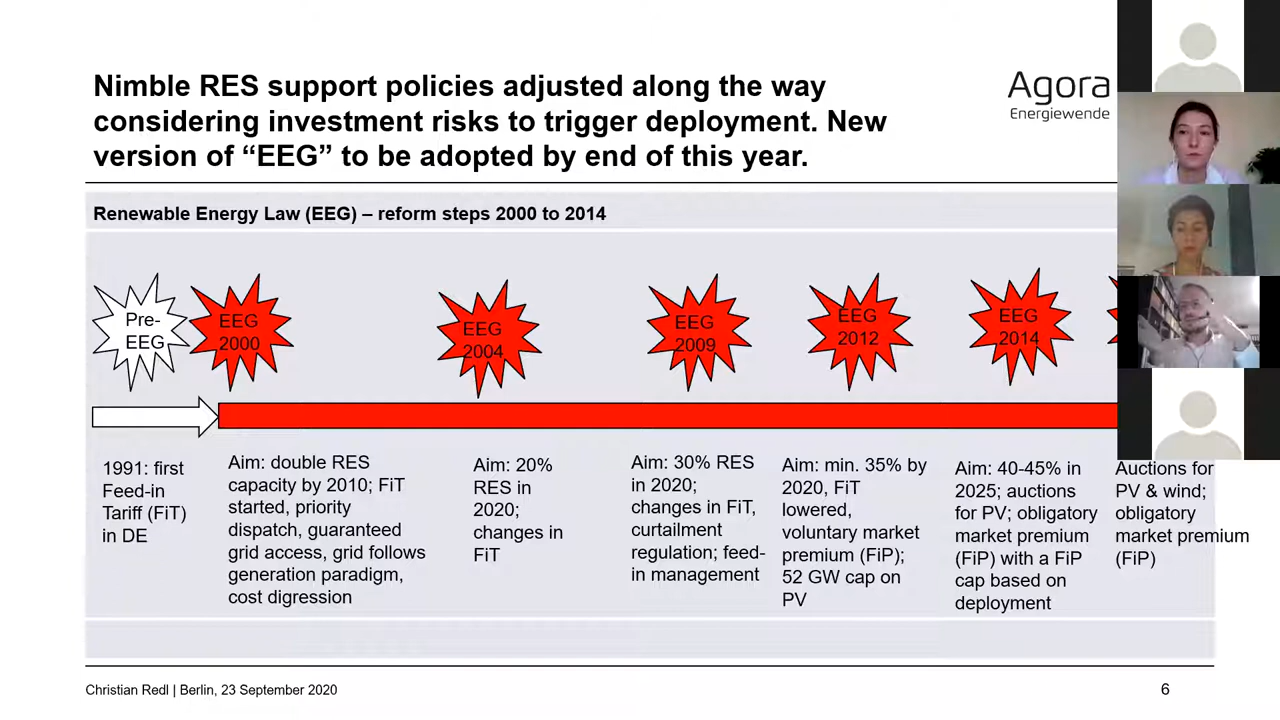 Nimble RES support policies adjusted along the way
considering investment risks to trigger deployment. New
version of “EEG” to be adopted by end of this year.
Agora
Energiewende
Renewable Energy Law (EEG) – reform steps 2000 to 2014
Pre-
EEG
EEG
2000
EEG
2004
EEG
2009
EEG
2012
EEG
2014
1991: first
Feed-in
Tariff (FiT)
in DE
Aim: double RES
capacity by 2010; FiT
started, priority
dispatch, guaranteed
grid access, grid follows
generation paradigm,
cost digression
Aim: 20%
RES in
2020;
changes in
FiT
Aim: 30% RES
in 2020;
changes in FiT,
curtailment
regulation; feed-
in management
Aim: min. 35% by
2020, FiT
lowered,
voluntary market
premium (FiP);
52 GW cap on
PV
Aim: 40-45% in
2025; auctions
for PV; obligatory
market premium
(FiP) with a FiP
cap based on
deployment
Auctions for
PV & wind;
obligatory
market premium
(FiP)
Christian Redl | Berlin, 23 September 2020
6